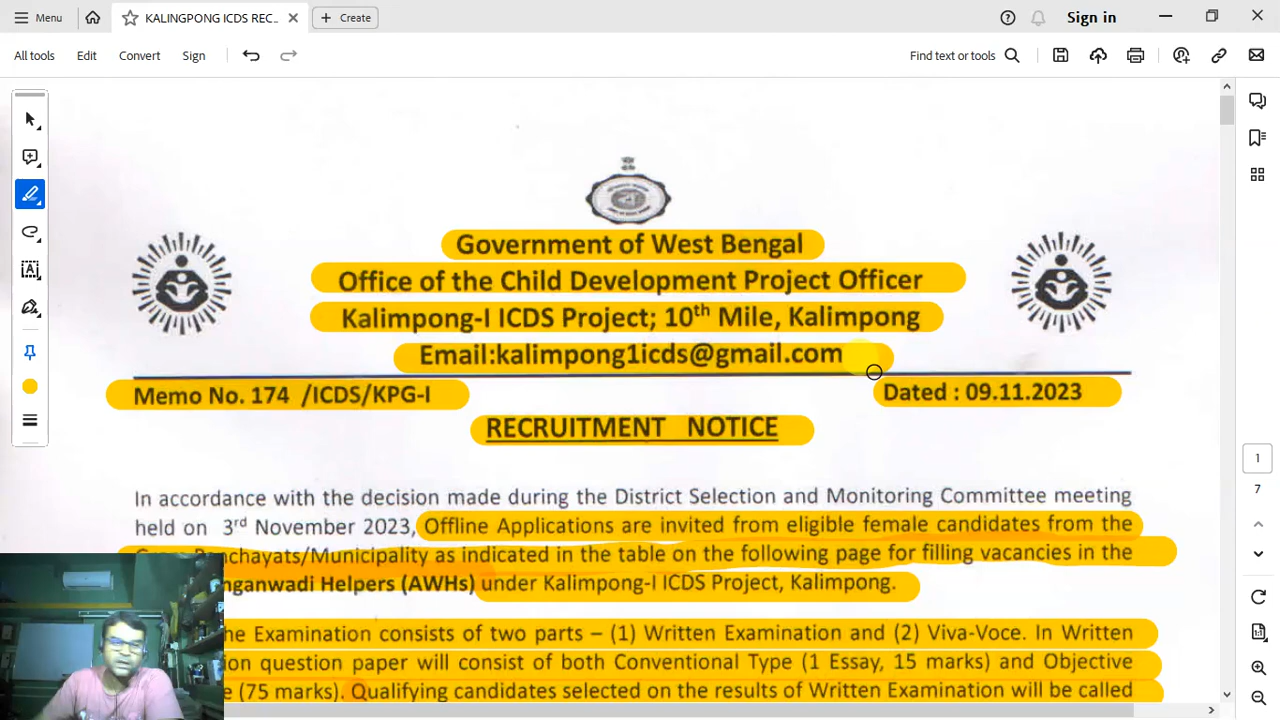 Menu
KALINGPONG ICDS REC...
Create
Sign in
All tools
Edit
Convert
Sign
Find text or tools
Government of West Bengal
Office of the Child Development Project Officer
Kalimpong-I ICDS Project; 10th Mile, Kalimpong
Email:kalimpong1icds@gmail.com
Memo No. 174 /ICDS/KPG-I
Dated : 09.11.2023
RECRUITMENT NOTICE
In accordance with the decision made during the District Selection and Monitoring Committee meeting
held on 3rd November 2023, Offline Applications are invited from eligible female candidates from the
Panchayats/Municipality as indicated in the table on the following page for filling vacancies in the
nganwadi Helpers (AWHs) under Kalimpong-I ICDS Project, Kalimpong.
he Examination consists of two parts – (1) Written Examination and (2) Viva-Voce. In Written
ion question paper will consist of both Conventional Type (1 Essay, 15 marks) and Objective
e (75 marks). Qualifying candidates selected on the results of Written Examination will be called
1
7